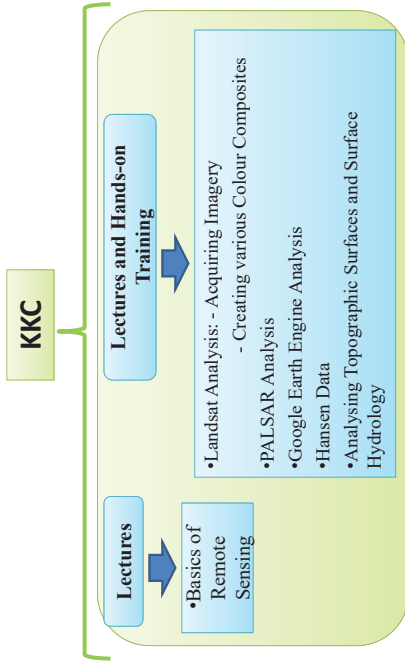 KKC
Lectures
•Basics of
Remote
Sensing
Lectures and Hands-on
Training
•Landsat Analysis: - Acquiring Imagery
- Creating various Colour Composites
•PALSAR Analysis
•Google Earth Engine Analysis
•Hansen Data
•Analysing Topographic Surfaces and Surface
Hydrology